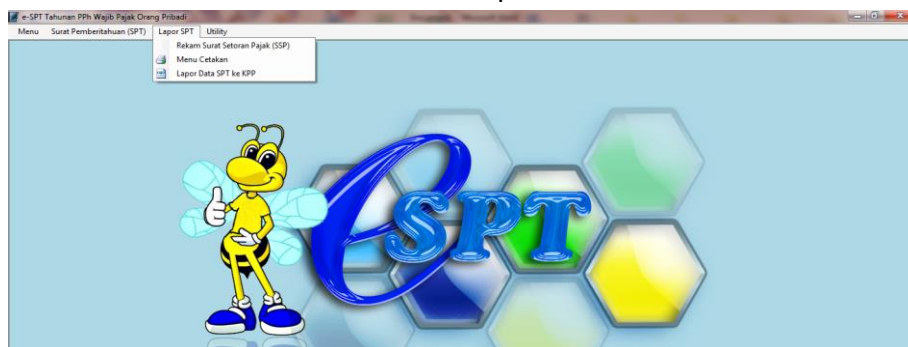 e-SPT Tahunan PPh Wajib Pajak Orang Pribadi
Menu Surat Pemberitahuan (SPT) Lapor SPT Utility
Rekam Surat Setoran Pajak (SSP)
Menu Cetakan
Lapor Data SPT ke KPP
eSPT